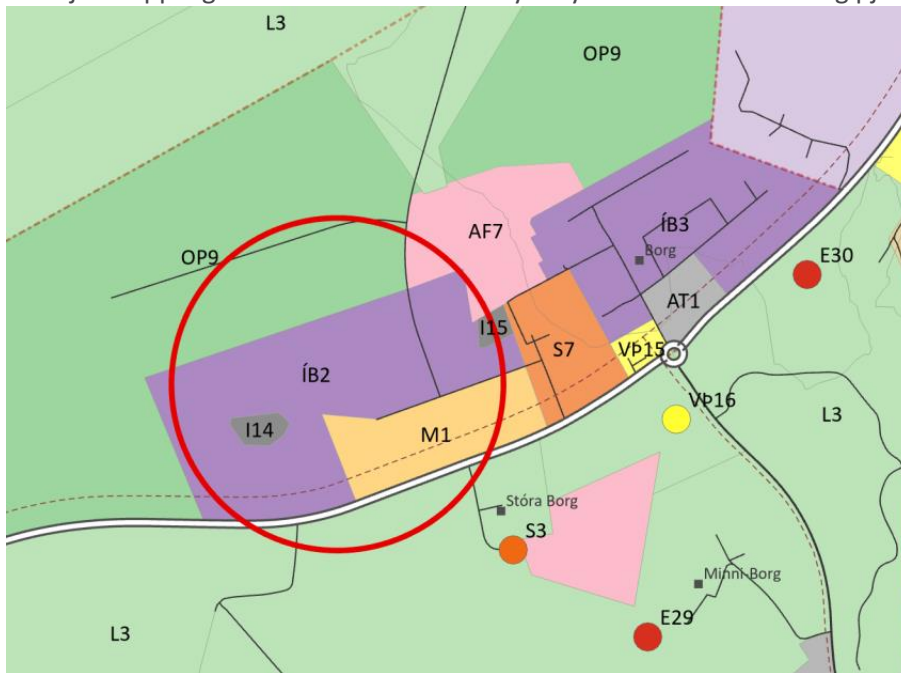 L3
OP9
ÍB3
Borg
AF7
OP9
E30
AT1
I15
S7
VÞ15
ÍB2
VÞ16
L3
I14
M1
Stóra Borg
S3
Minni-Borg
E29
L3